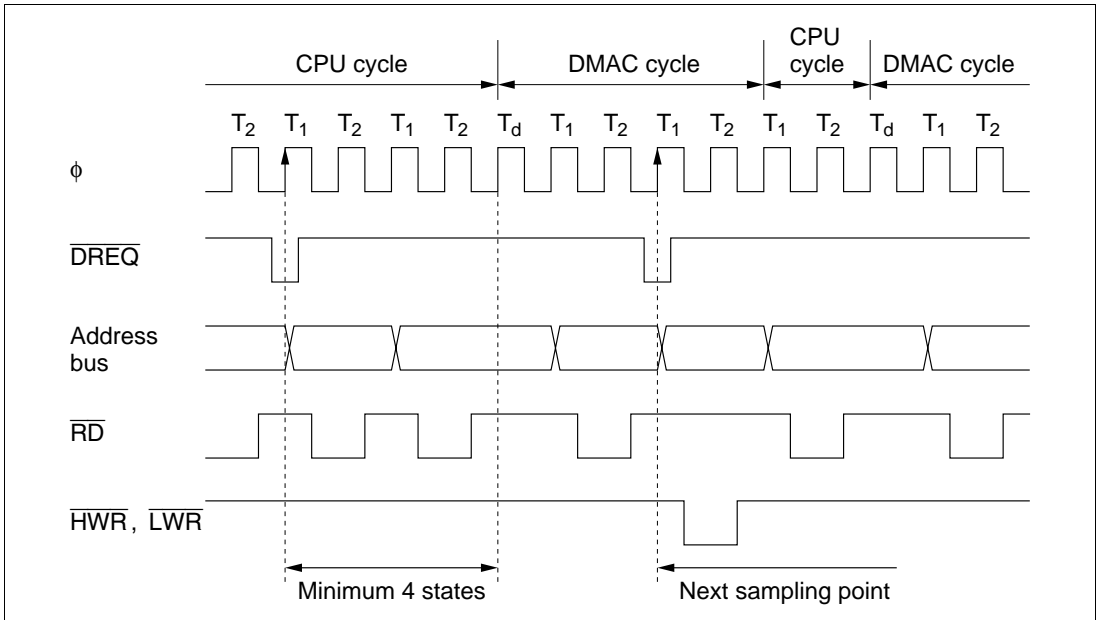 CPU cycle DMAC cycle CPU cycle DMAC cycle
T2 T1 T2 T1 T2 Td T1 T2 T1 T2 T1 T2 Td T1 T2
ϕ
DREQ
Address
bus
RD
HWR, LWR
Minimum 4 states Next sampling point